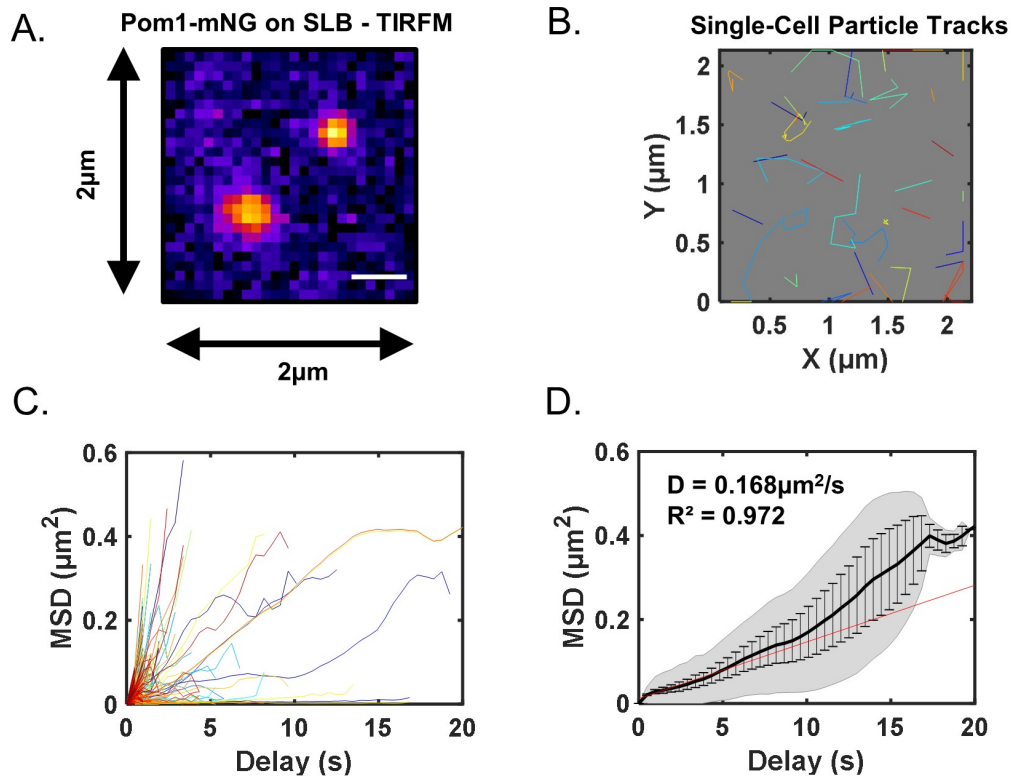 A.
Pom1-mNG on SLB - TIRFM
2µm
2µm
B.
Single-Cell Particle Tracks
Y (µm)
2
1.5
1
0.5
0
0.5
1
1.5
2
X (µm)
C.
MSD (µm²)
0.6
0.4
0.2
0
0
5
10
15
20
Delay (s)
D.
MSD (µm²)
0.6
0.4
0.2
0
D = 0.168µm²/s
R² = 0.972
0
5
10
15
20
Delay (s)